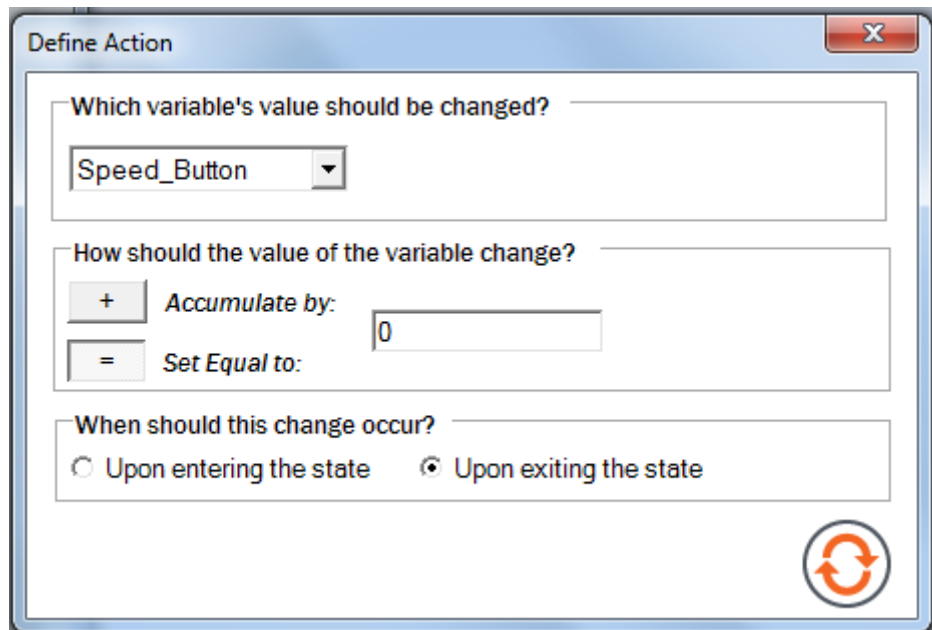 Define Action
Which variable's value should be changed?
Speed_Button
How should the value of the variable change?
+ Accumulate by:
0
= Set Equal to:
When should this change occur?
Upon entering the state Upon exiting the state